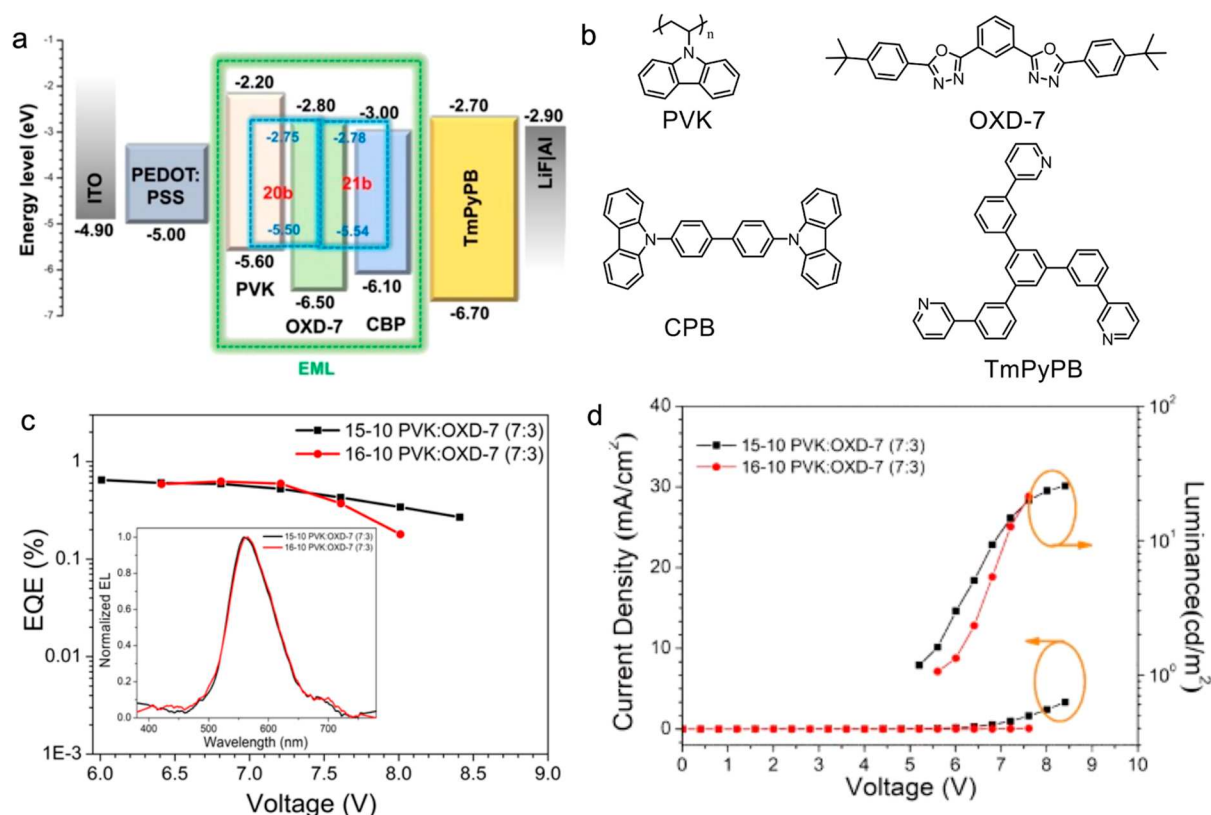 a
Energy level (eV)
-1
-2
-3
-4
-5
-6
-7
ITO
-4.90
PEDOT:
PSS
-5.00
-2.20
-5.60
PVK
-2.75
20b
-5.50
-2.80
-6.50
OXD-7
-2.78
21b
-5.54
-3.00
-6.10
CBP
EML
-2.70
TmPyPB
-6.70
-2.90
LiF|Al
b
n
N
PVK
O
O
N-N
N-N
OXD-7
N
N
CPB
N
N
N
TmPyPB
c
EQE (%)
1
0.1
0.01
1E-3
15-10 PVK:OXD-7 (7:3)
16-10 PVK:OXD-7 (7:3)
Normalized EL
1.0
0.8
0.6
0.4
0.2
0.0
15-10 PVK:OXD-7 (7:3)
16-10 PVK:OXD-7 (7:3)
400 500 600 700
Wavelength (nm)
6.0 6.5 7.0 7.5 8.0 8.5 9.0
Voltage (V)
d
Current Density (mA/cm²)
40
30
20
10
0
15-10 PVK:OXD-7 (7:3)
16-10 PVK:OXD-7 (7:3)
10²
10¹
10⁰
Luminance(cd/m²)
0 1 2 3 4 5 6 7 8 9 10
Voltage (V)